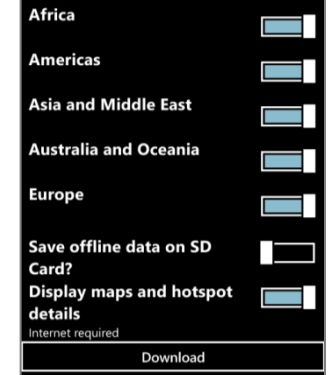 Africa
Americas
Asia and Middle East
Australia and Oceania
Europe
Save offline data on SD
Card?
Display maps and hotspot
details
Internet required
Download